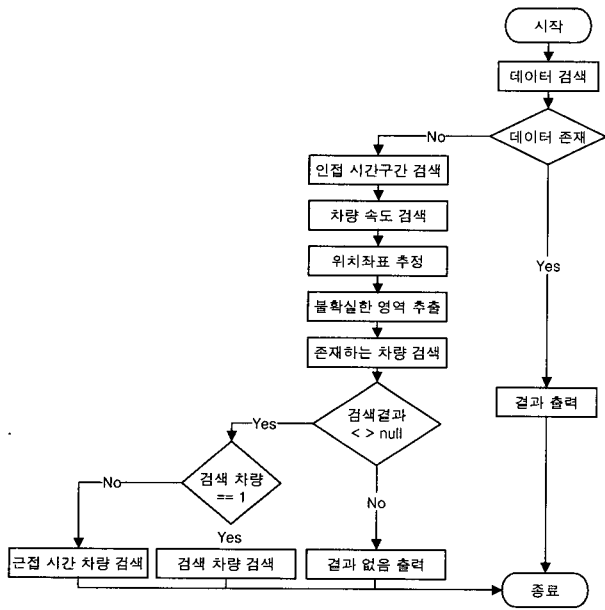 시작
데이터 검색
데이터 존재
No
Yes
인접 시간구간 검색
차량 속도 검색
위치좌표 추정
불확실한 영역 추출
존재하는 차량 검색
검색결과
< > null
Yes
No
검색 차량
== 1
No
Yes
결과 출력
근접 시간 차량 검색
검색 차량 검색
결과 없음 출력
종료